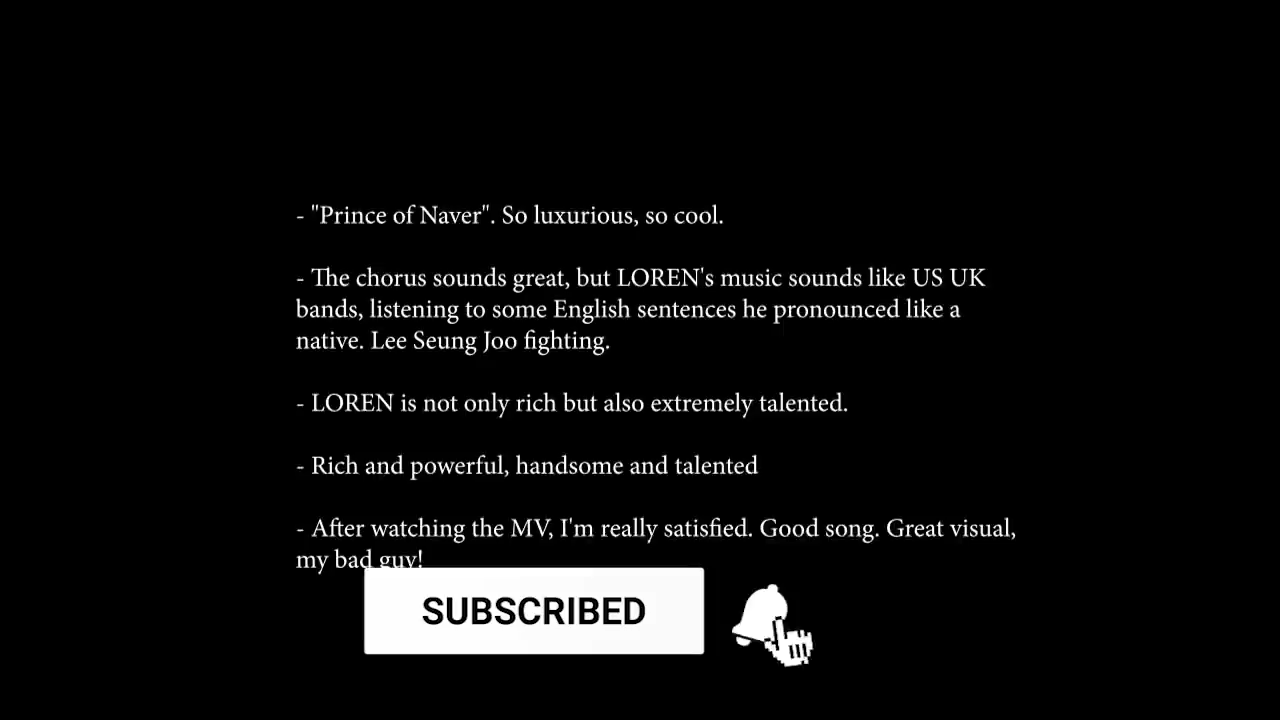 - "Prince of Naver". So luxurious, so cool.
- The chorus sounds great, but LOREN's music sounds like US UK
bands, listening to some English sentences he pronounced like a
native. Lee Seung Joo fighting.
- LOREN is not only rich but also extremely talented.
- Rich and powerful, handsome and talented
- After watching the MV, I'm really satisfied. Good song. Great visual,
my bad guy!
SUBSCRIBED